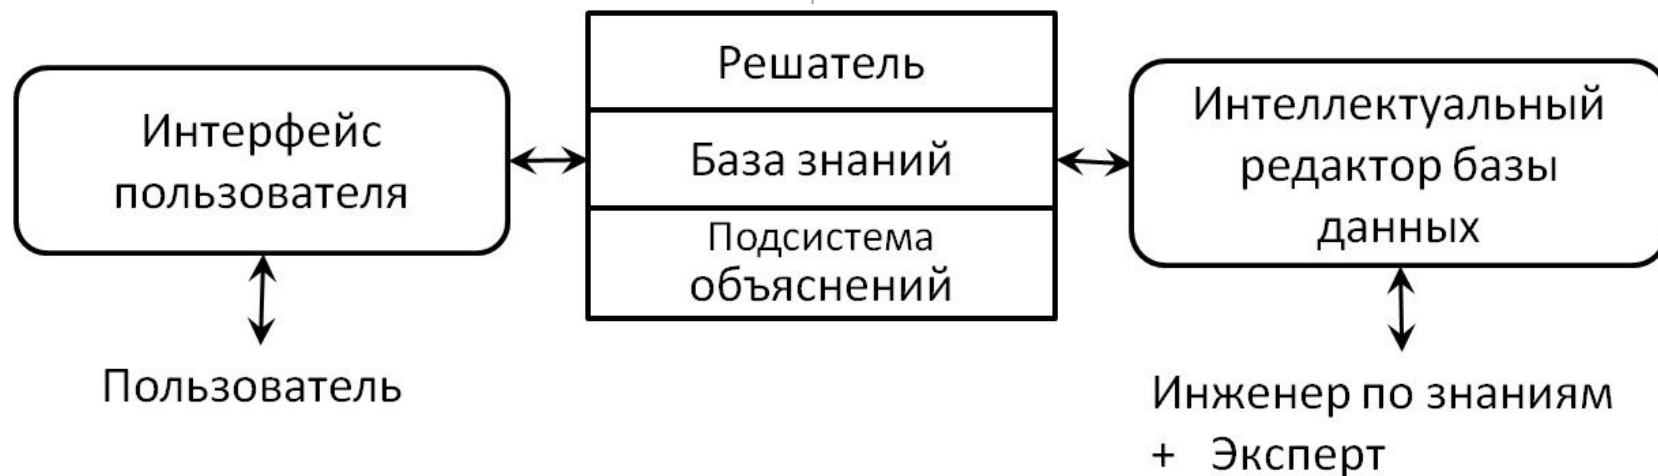 Интерфейс
пользователя
Пользователь
Решатель
База знаний
Подсистема
объяснений
Интеллектуальный
редактор базы
данных
Инженер по знаниям
+ Эксперт